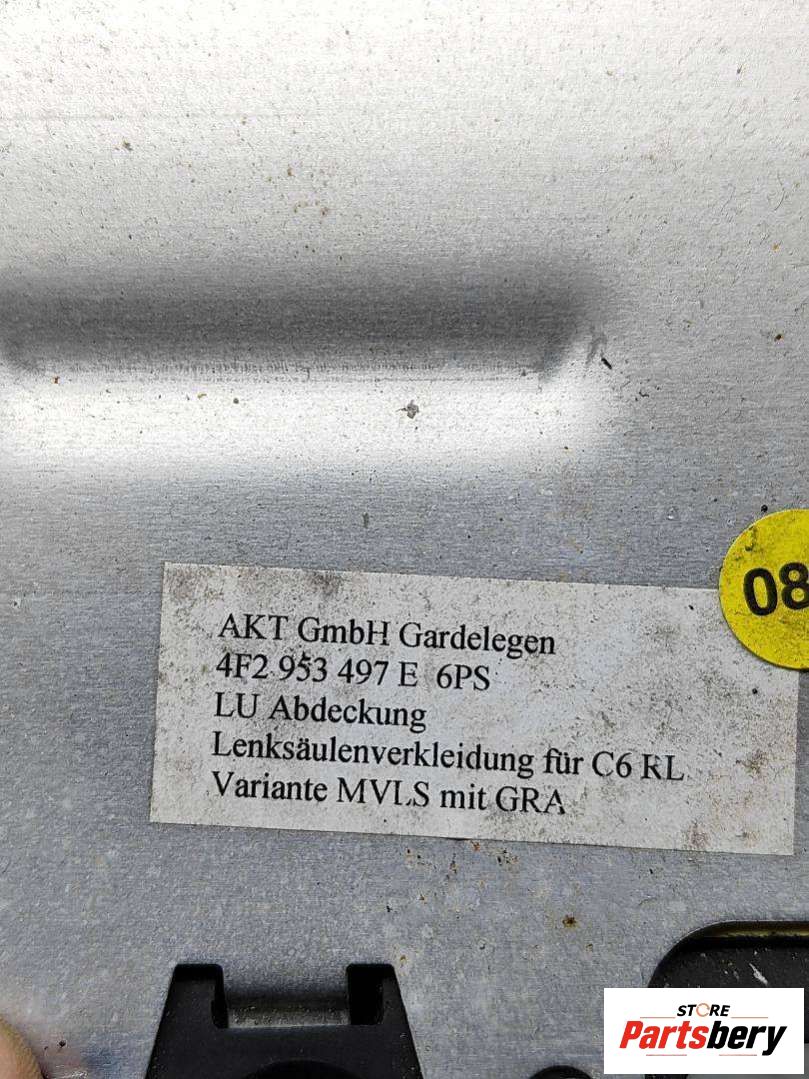 08
AKT GmbH Gardelegen
4F2 953 497 E 6PS
LU Abdeckung
Lenksäulenverkleidung für C6 RL
Variante MVLS mit GRA
STORE
Partsbery